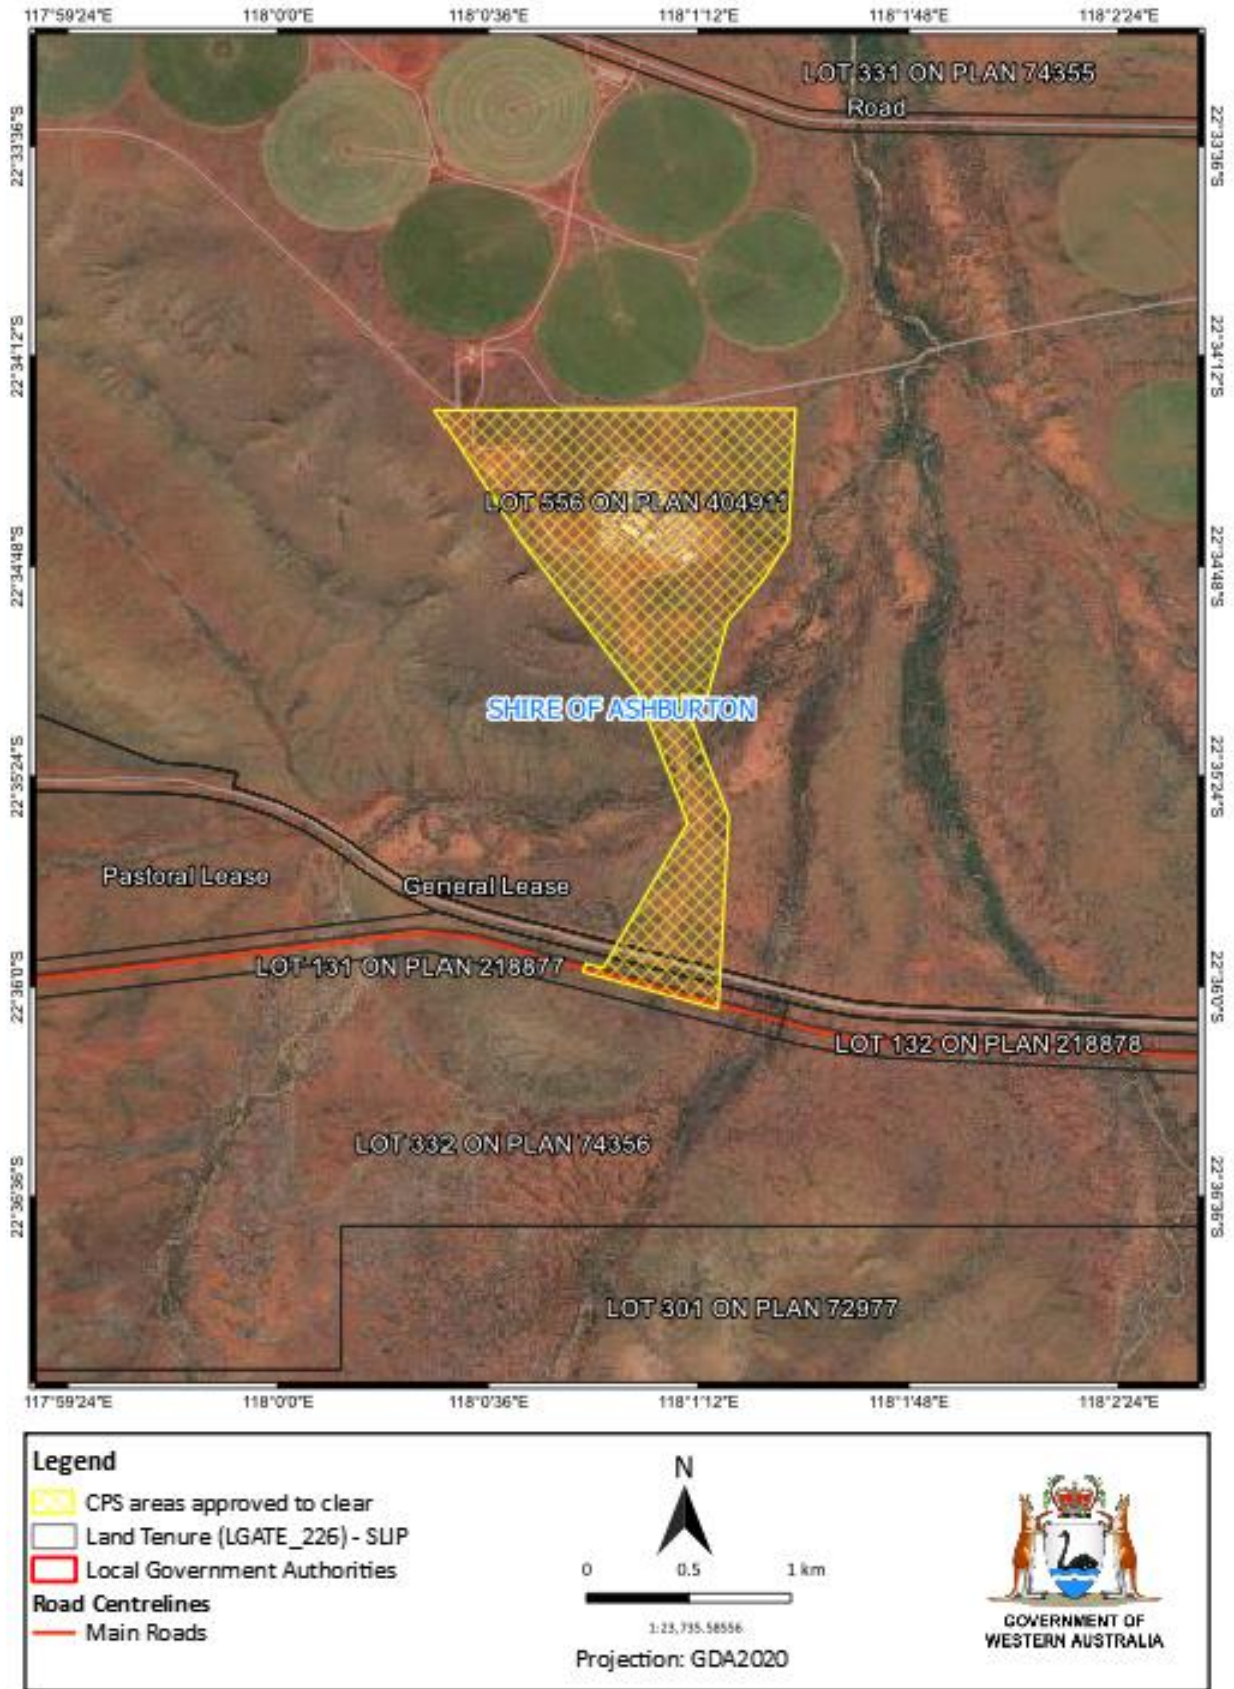 117°59'24"E 118°0'0"E 118°0'36"E 118°1'12"E 118°1'48"E 118°2'24"E
LOT 331 ON PLAN 74355
Road
22°33'36"S
22°33'36"S
22°34'12"S
22°34'12"S
LOT 556 ON PLAN 404911
22°34'48"S
22°34'48"S
SHIRE OF ASHBURTON
22°35'24"S
22°35'24"S
Pastoral Lease
General Lease
LOT 131 ON PLAN 218877
22°36'0"S
22°36'0"S
LOT 132 ON PLAN 218878
LOT 332 ON PLAN 74356
22°36'36"S
22°36'36"S
LOT 301 ON PLAN 72977
117°59'24"E 118°0'0"E 118°0'36"E 118°1'12"E 118°1'48"E 118°2'24"E
Legend
CPS areas approved to clear
Land Tenure (LGATE_226) - SLIP
Local Government Authorities
Road Centrelines
Main Roads
N
0 0.5 1 km
1:23,735.58556
Projection: GDA2020
GOVERNMENT OF
WESTERN AUSTRALIA